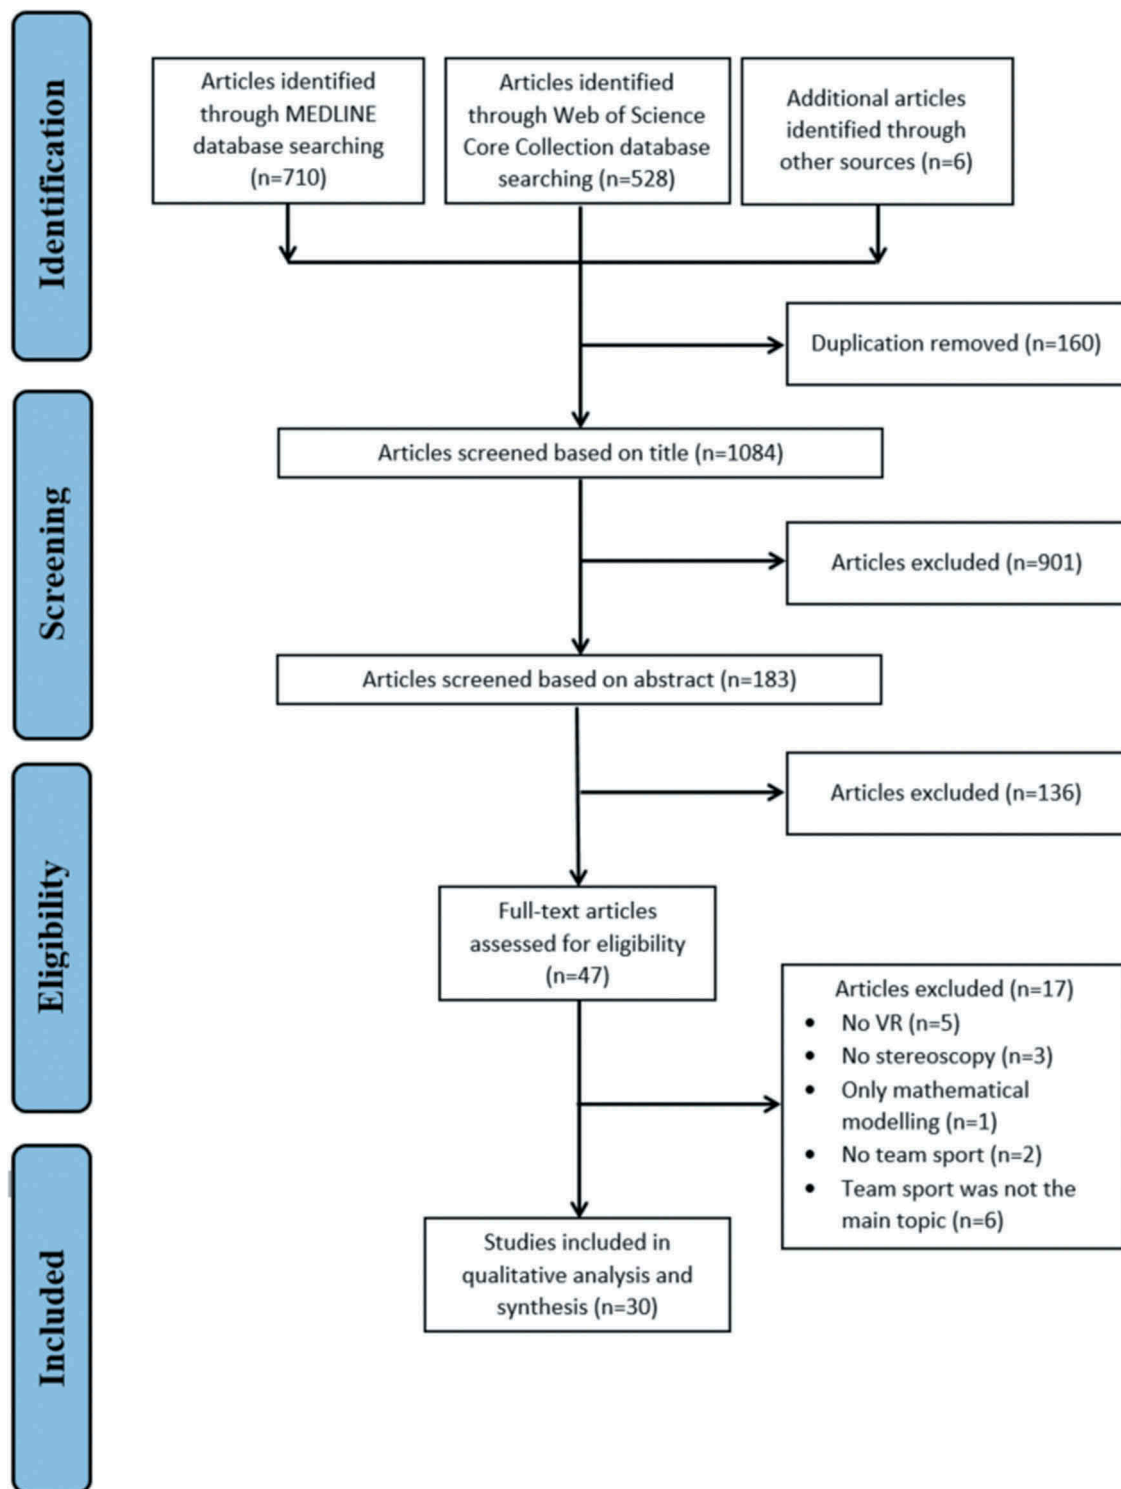 Identification
Articles identified
through MEDLINE
database searching
(n=710)
Articles identified
through Web of Science
Core Collection database
searching (n=528)
Additional articles
identified through
other sources (n=6)
Duplication removed (n=160)
Screening
Articles screened based on title (n=1084)
Articles excluded (n=901)
Articles screened based on abstract (n=183)
Eligibility
Articles excluded (n=136)
Full-text articles
assessed for eligibility
(n=47)
Articles excluded (n=17)
• No VR (n=5)
• No stereoscopy (n=3)
• Only mathematical
modelling (n=1)
• No team sport (n=2)
• Team sport was not the
main topic (n=6)
Included
Studies included in
qualitative analysis and
synthesis (n=30)